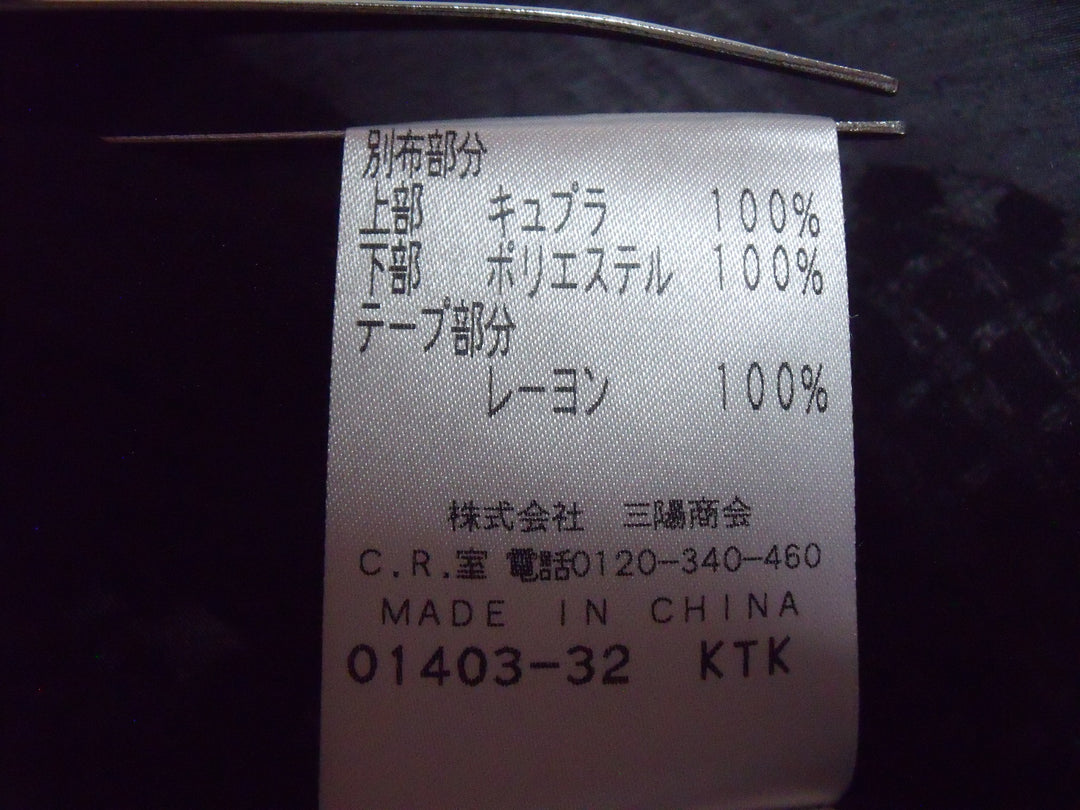 別布部分
上部 キュプラ 100%
下部 ポリエステル 100%
テープ部分
レーヨン 100%
株式会社 三陽商会
C.R.室 電話0120-340-460
MADE IN CHINA
01403-32 KTK